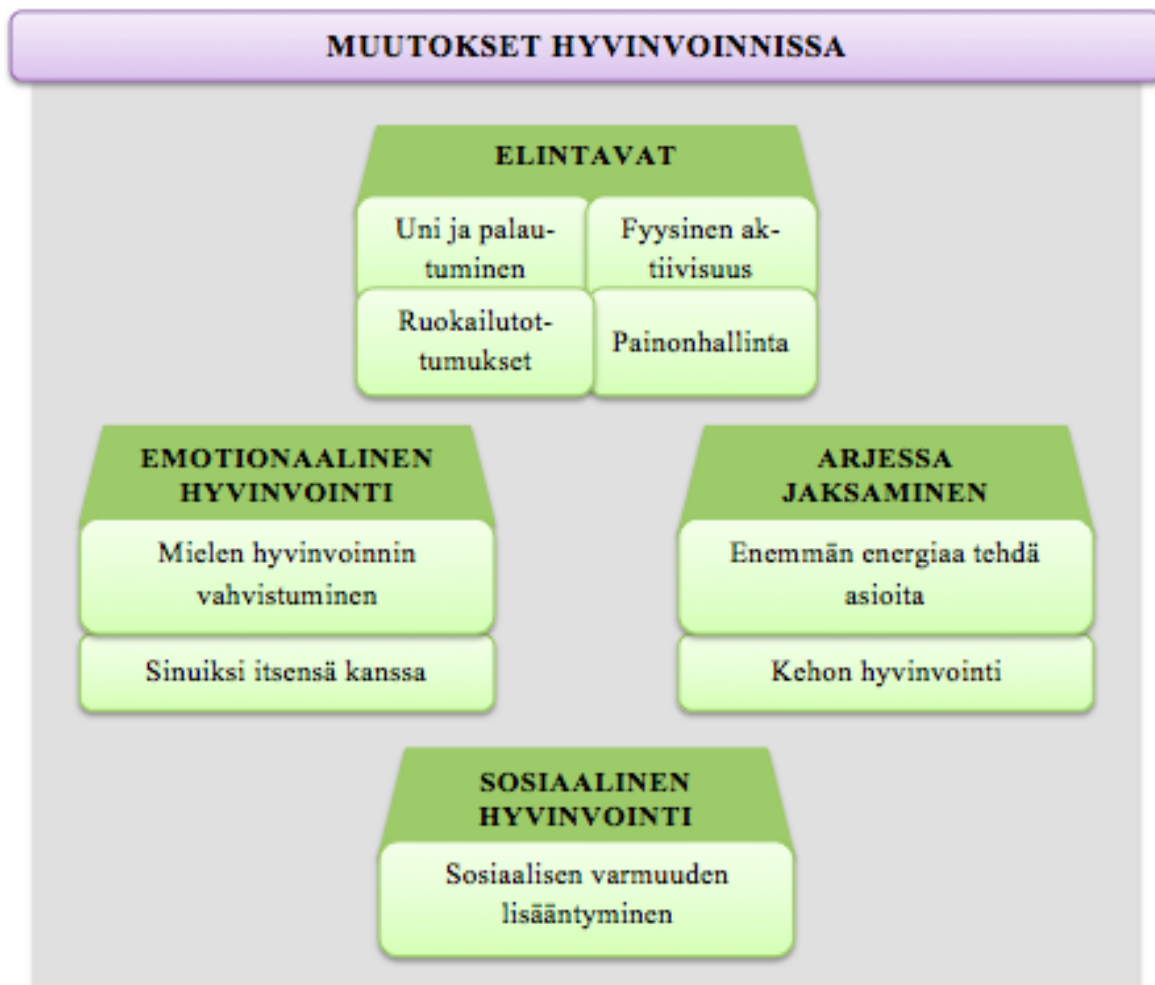 MUUTOKSET HYVINVOINNISSA
ELINTAVAT
Uni ja palau-
tuminen
Fyysinen ak-
tiivisuus
Ruokailutot-
tumukset
Painonhallinta
EMOTIONAALINEN
HYVINVOINTI
Mielen hyvinvoinnin
vahvistuminen
Sinuiksi itsensä kanssa
ARJESSA
JAKSAMINEN
Enemmän energiaa tehdä
asioita
Kehon hyvinvointi
SOSIAALINEN
HYVINVOINTI
Sosiaalisen varmuuden
lisääntyminen